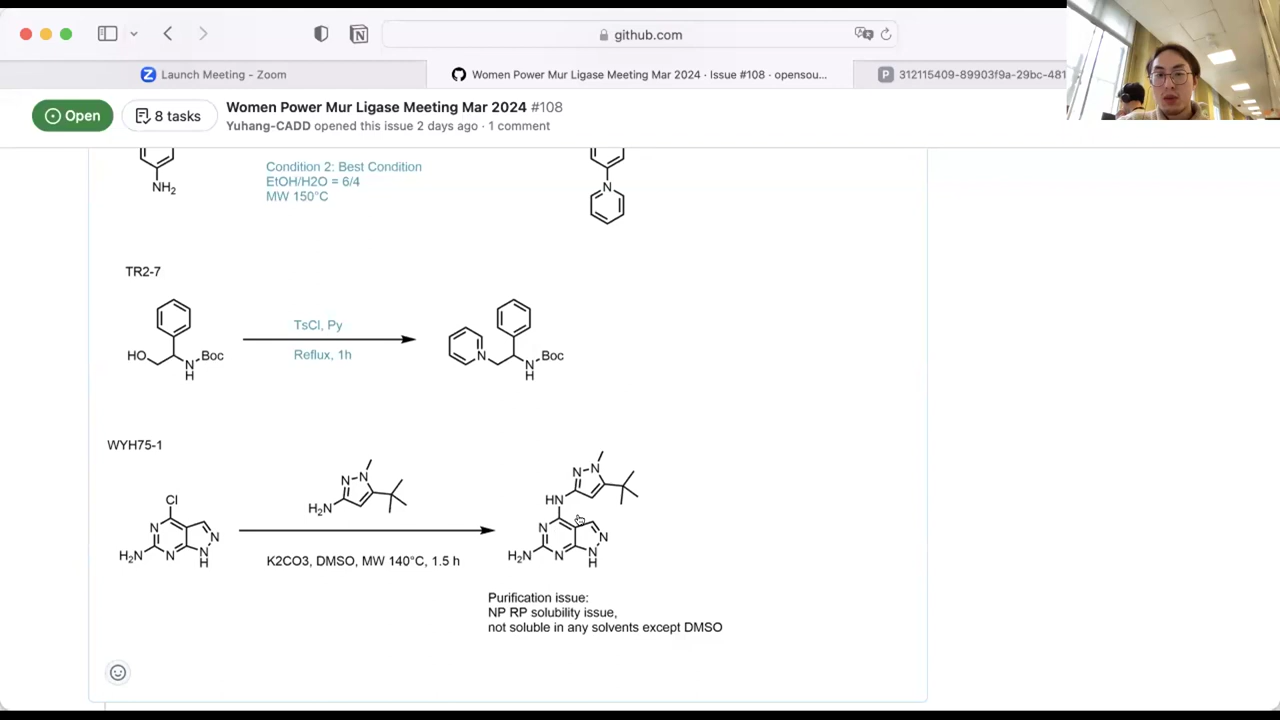 github.com
Launch Meeting - Zoom
Women Power Mur Ligase Meeting Mar 2024 · Issue #108 · opensou...
312115409-89903f9a-29bc-481
Open
8 tasks
Women Power Mur Ligase Meeting Mar 2024 #108
Yuhang-CADD opened this issue 2 days ago · 1 comment
NH2
Condition 2: Best Condition
EtOH/H2O = 6/4
MW 150°C
N
TR2-7
HO
N
H
Boc
TsCl, Py
Reflux, 1h
N
N
H
Boc
WYH75-1
Cl
N
N
H2N
N
N
H
N
N
H2N
K2CO3, DMSO, MW 140°C, 1.5 h
N
N
HN
N
N
H2N
N
N
H
Purification issue:
NP RP solubility issue,
not soluble in any solvents except DMSO